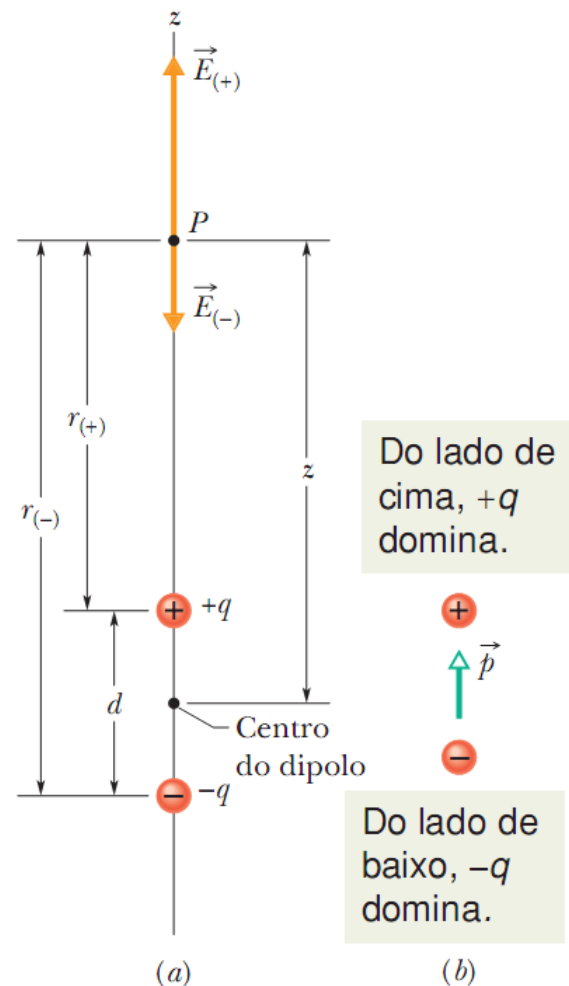 z
E(+)
P
E(−)
r(+)
z
r(−)
Do lado de
cima, +q
domina.
+ +q
+
p
d
Centro
do dipolo
−
− −q
Do lado de
baixo, −q
domina.
(a)
(b)